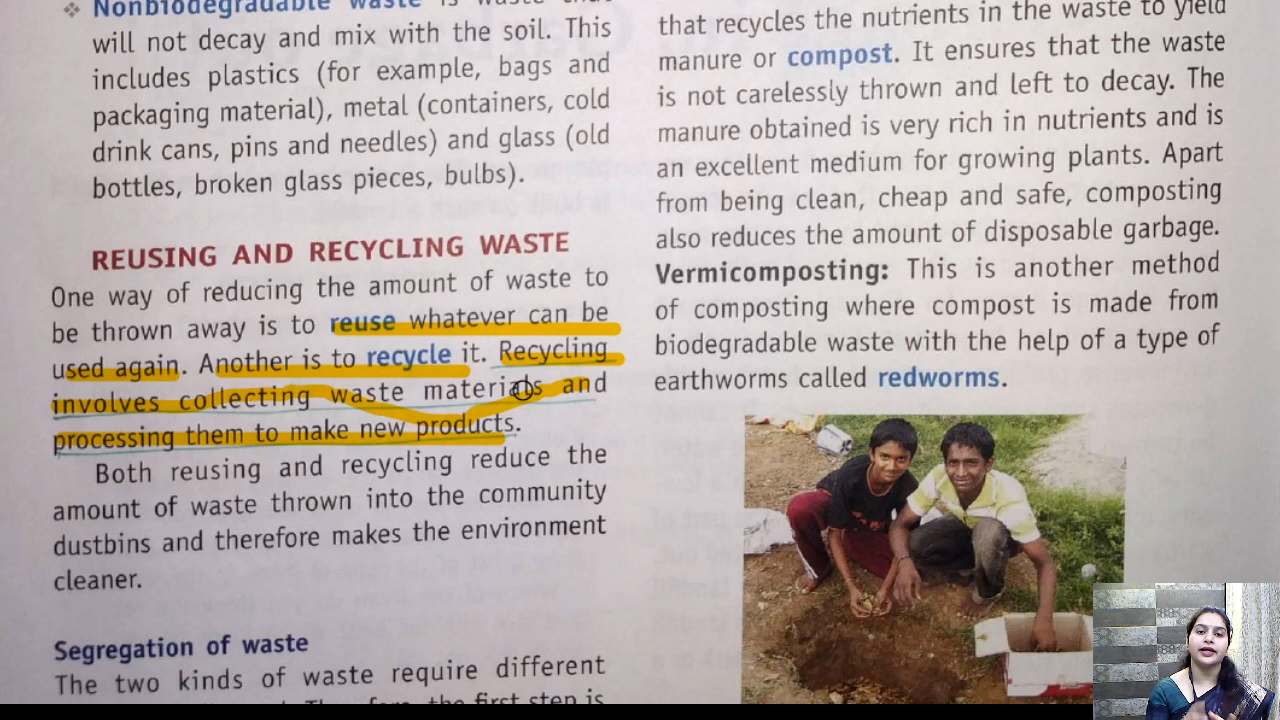 ❖ Nonbiodegradable waste is waste that
will not decay and mix with the soil. This
includes plastics (for example, bags and
packaging material), metal (containers, cold
drink cans, pins and needles) and glass (old
bottles, broken glass pieces, bulbs).
REUSING AND RECYCLING WASTE
One way of reducing the amount of waste to
be thrown away is to reuse whatever can be
used again. Another is to recycle it. Recycling
involves collecting waste materials and
processing them to make new products.
Both reusing and recycling reduce the
amount of waste thrown into the community
dustbins and therefore makes the environment
cleaner.
Segregation of waste
The two kinds of waste require different
the first step is
that recycles the nutrients in the waste to yield
manure or compost. It ensures that the waste
is not carelessly thrown and left to decay. The
manure obtained is very rich in nutrients and is
an excellent medium for growing plants. Apart
from being clean, cheap and safe, composting
also reduces the amount of disposable garbage.
Vermicomposting: This is another method
of composting where compost is made from
biodegradable waste with the help of a type of
earthworms called redworms.